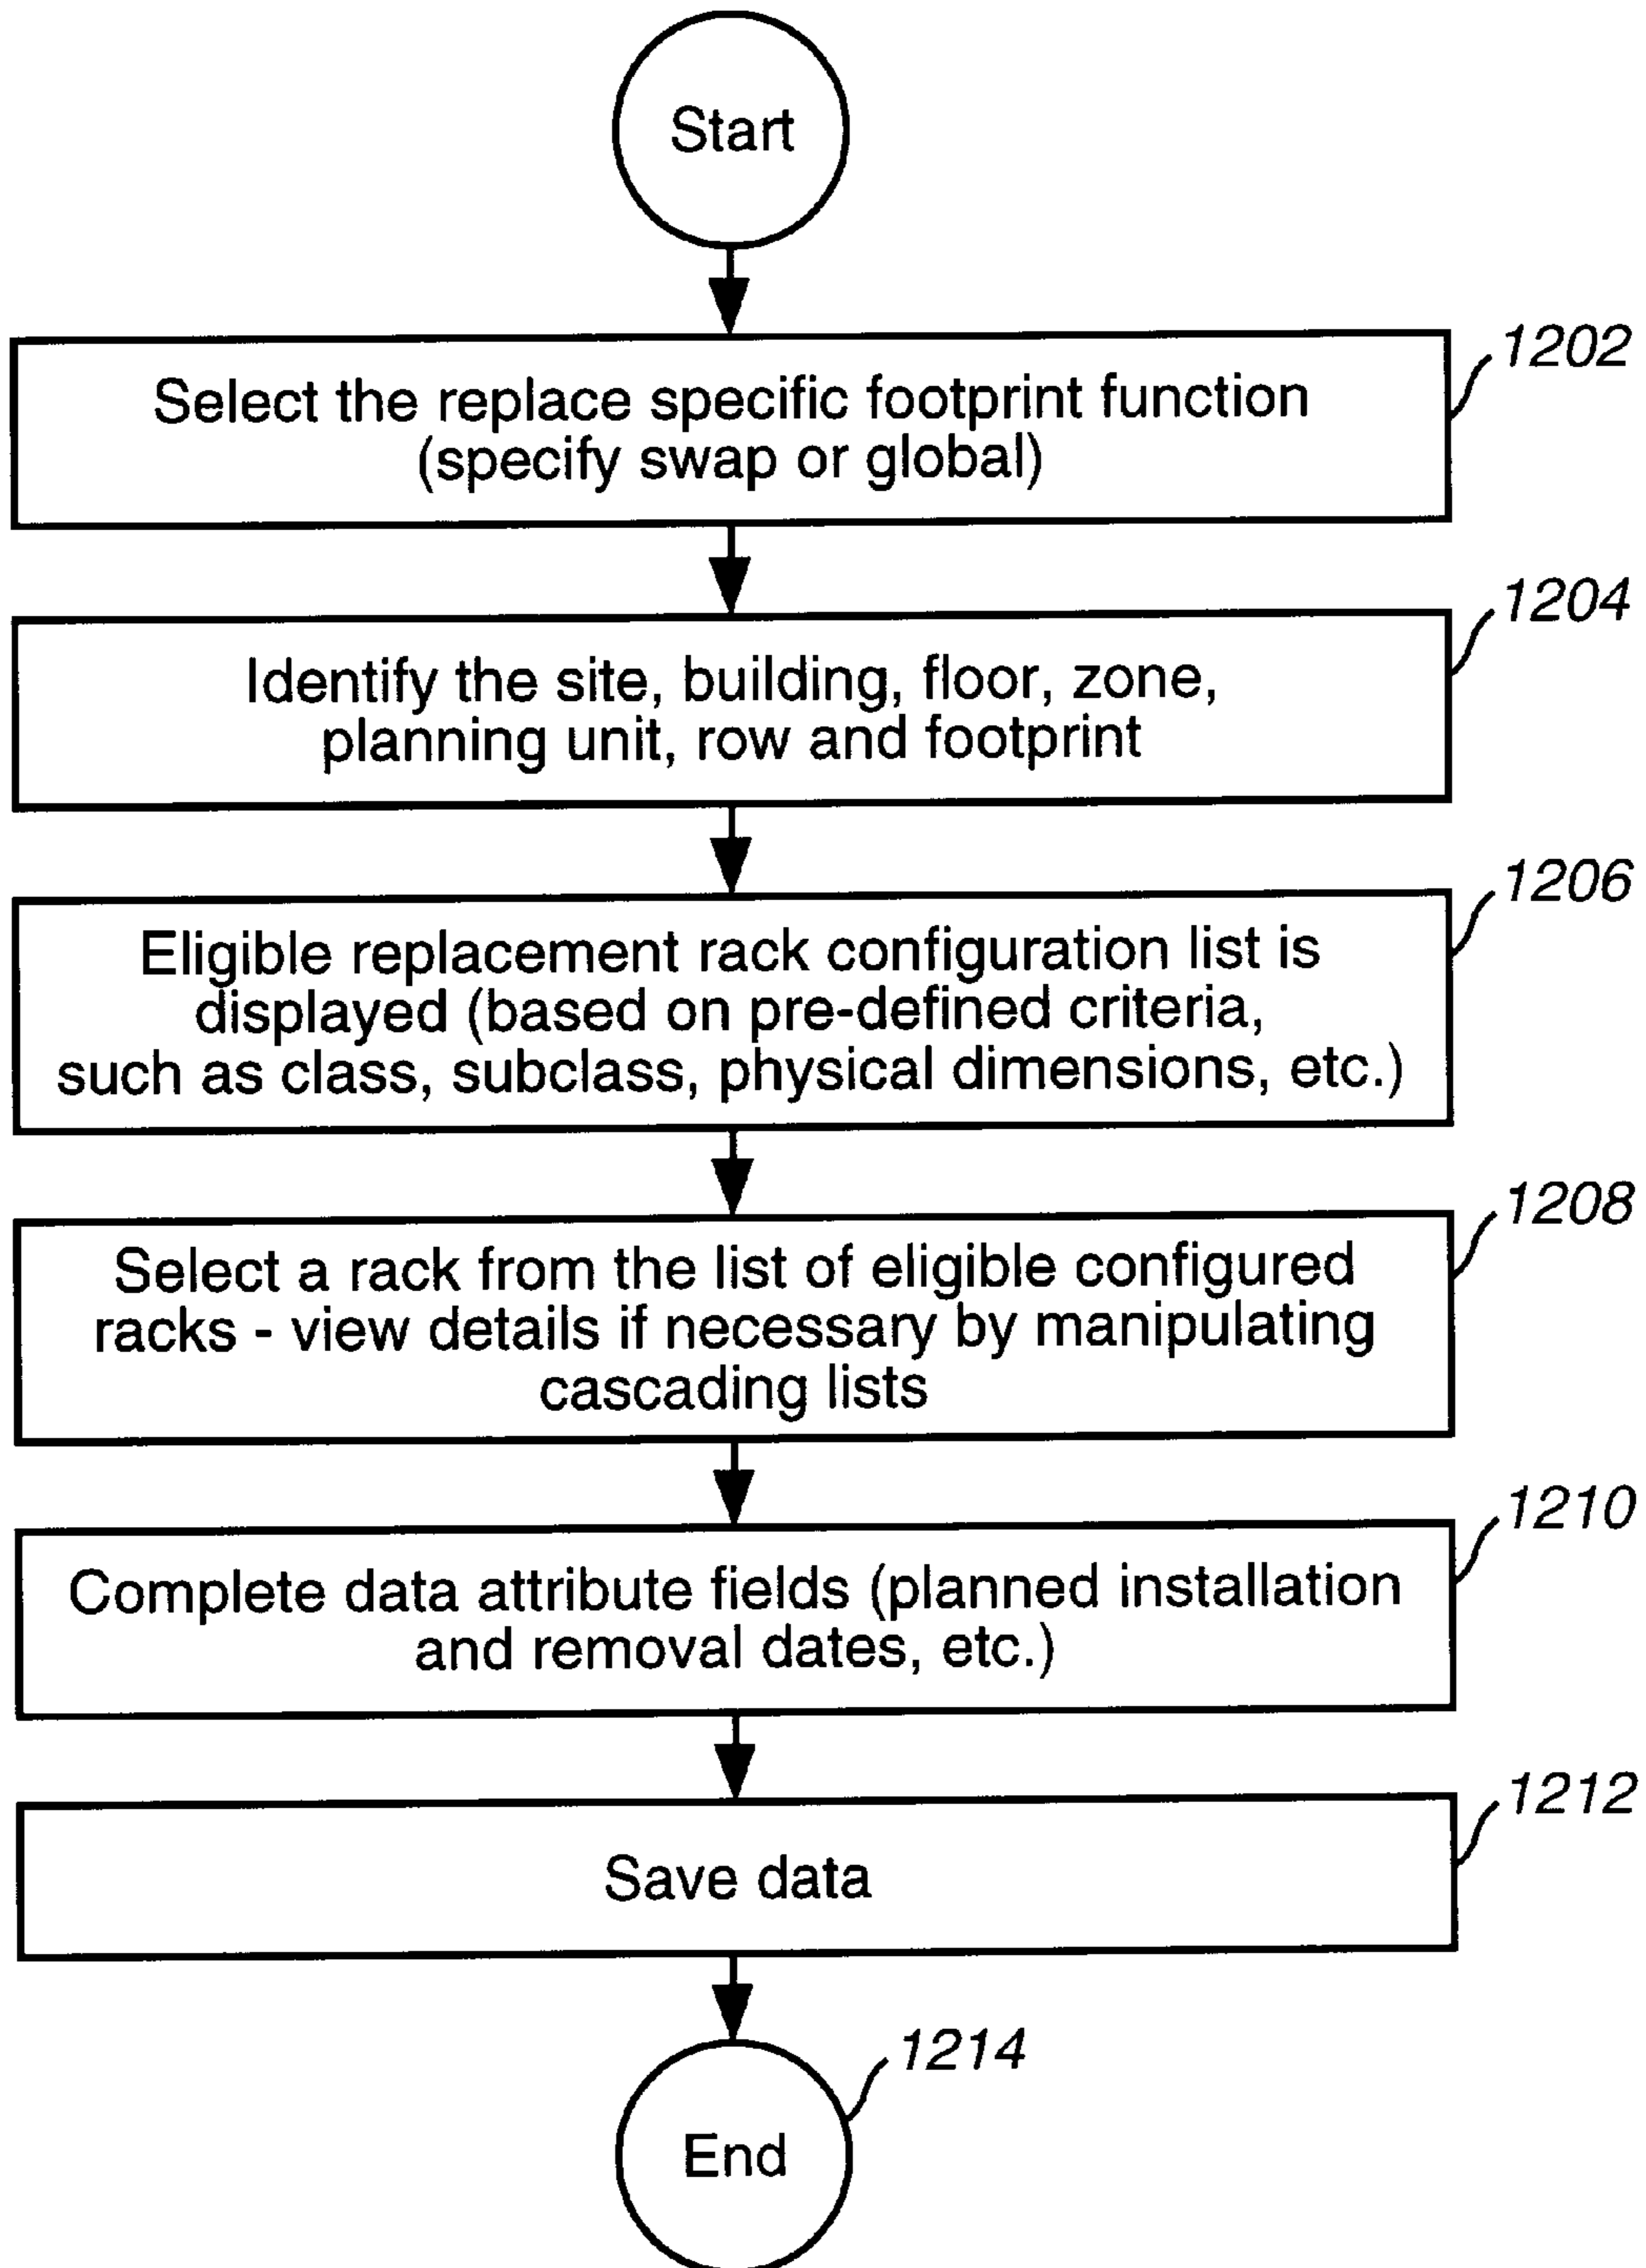 Start
1202
Select the replace specific footprint function
(specify swap or global)
1204
Identify the site, building, floor, zone,
planning unit, row and footprint
1206
Eligible replacement rack configuration list is
displayed (based on pre-defined criteria,
such as class, subclass, physical dimensions, etc.)
1208
Select a rack from the list of eligible configured
racks - view details if necessary by manipulating
cascading lists
1210
Complete data attribute fields (planned installation
and removal dates, etc.)
1212
Save data
1214
End